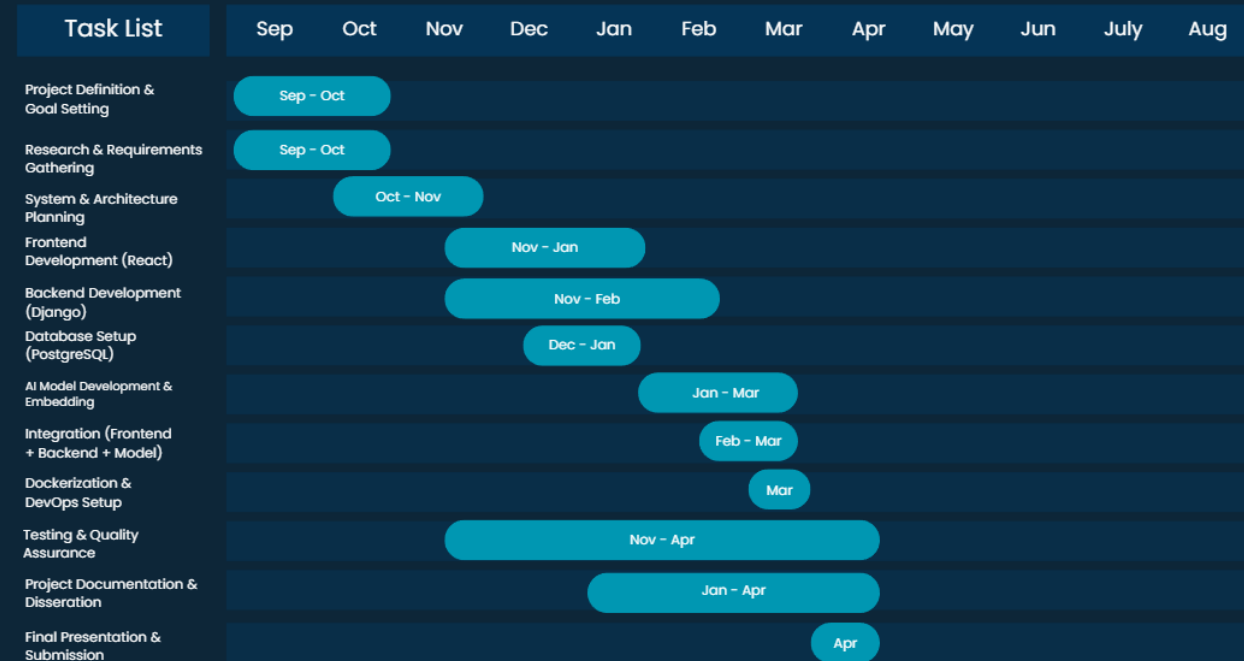 Task List Sep Oct Nov Dec Jan Feb Mar Apr May Jun July Aug
Project Definition &
Goal Setting
Sep - Oct
Research & Requirements
Gathering
Sep - Oct
System & Architecture
Planning
Oct - Nov
Frontend
Development (React)
Nov - Jan
Backend Development
(Django)
Nov - Feb
Database Setup
(PostgreSQL)
Dec - Jan
AI Model Development &
Embedding
Jan - Mar
Integration (Frontend
+ Backend + Model)
Feb - Mar
Dockerization &
DevOps Setup
Mar
Testing & Quality
Assurance
Nov - Apr
Project Documentation &
Disseration
Jan - Apr
Final Presentation &
Submission
Apr